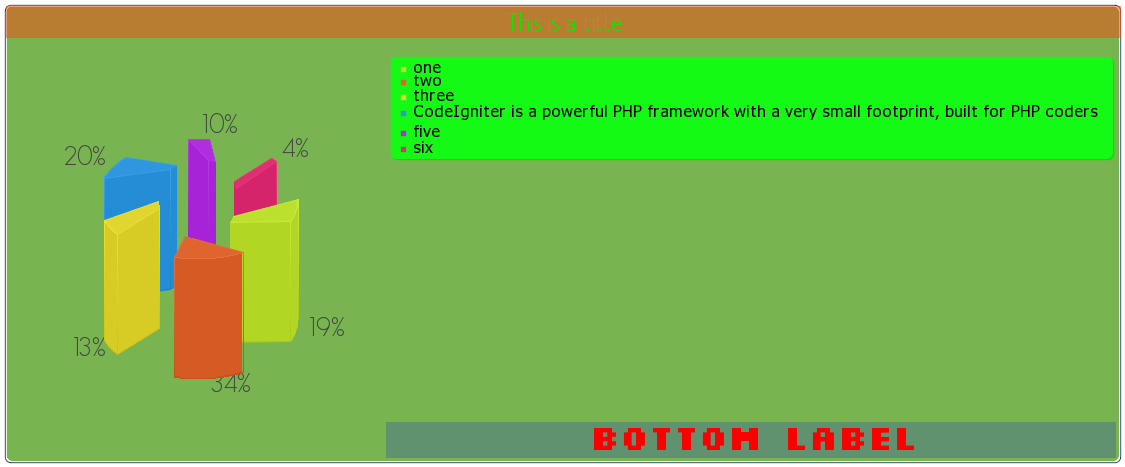 This is a title
one
two
three
CodeIgniter is a powerful PHP framework with a very small footprint, built for PHP coders
five
six
10%
4%
20%
19%
13%
34%
BOTTOM LABEL